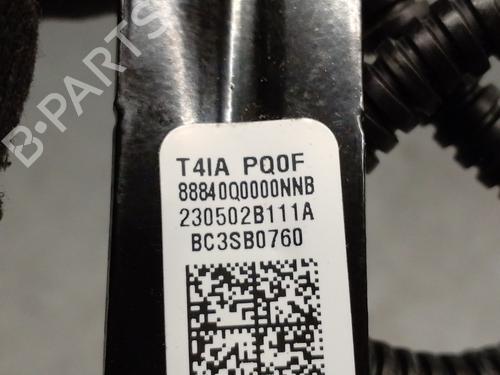 B-PARTS
T4IA PQ0F
88840Q0000NNB
230502B111A
BC3SB0760